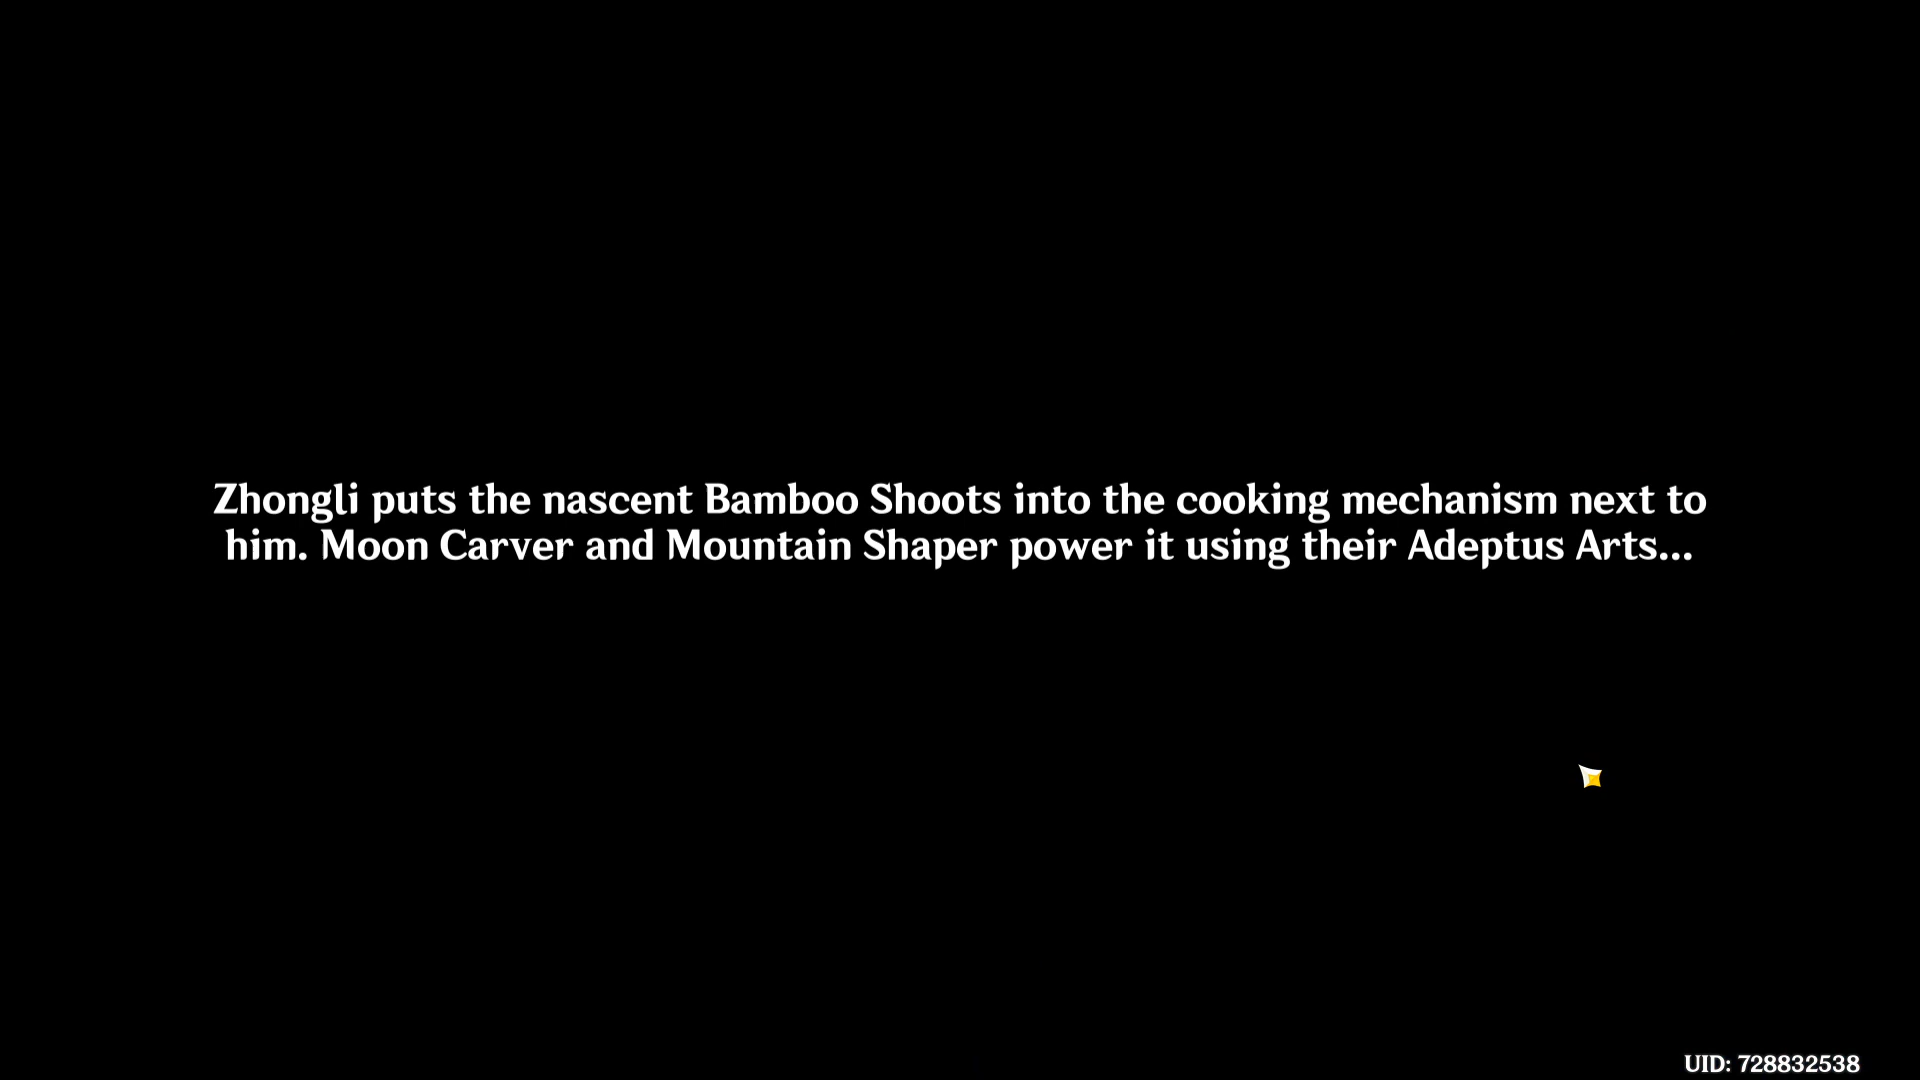 Zhongli puts the nascent Bamboo Shoots into the cooking mechanism next to
him. Moon Carver and Mountain Shaper power it using their Adeptus Arts...
UID: 728832538